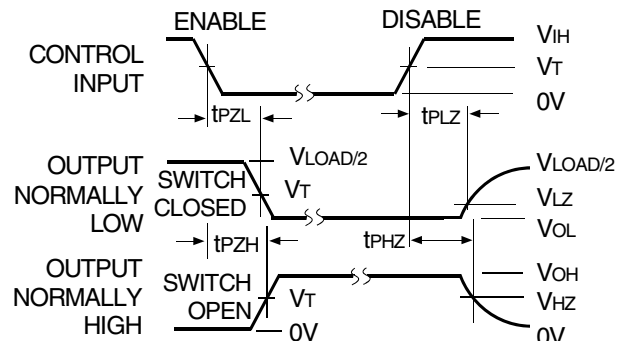 ENABLE DISABLE
CONTROL INPUT
VIH
VT
0V
tPZL tPLZ
OUTPUT NORMALLY LOW
SWITCH CLOSED
VLOAD/2
VT
VLOAD/2
VLZ
VOL
tPZH tPHZ
OUTPUT NORMALLY HIGH
SWITCH OPEN
VT
0V
VOH
VHZ
0V